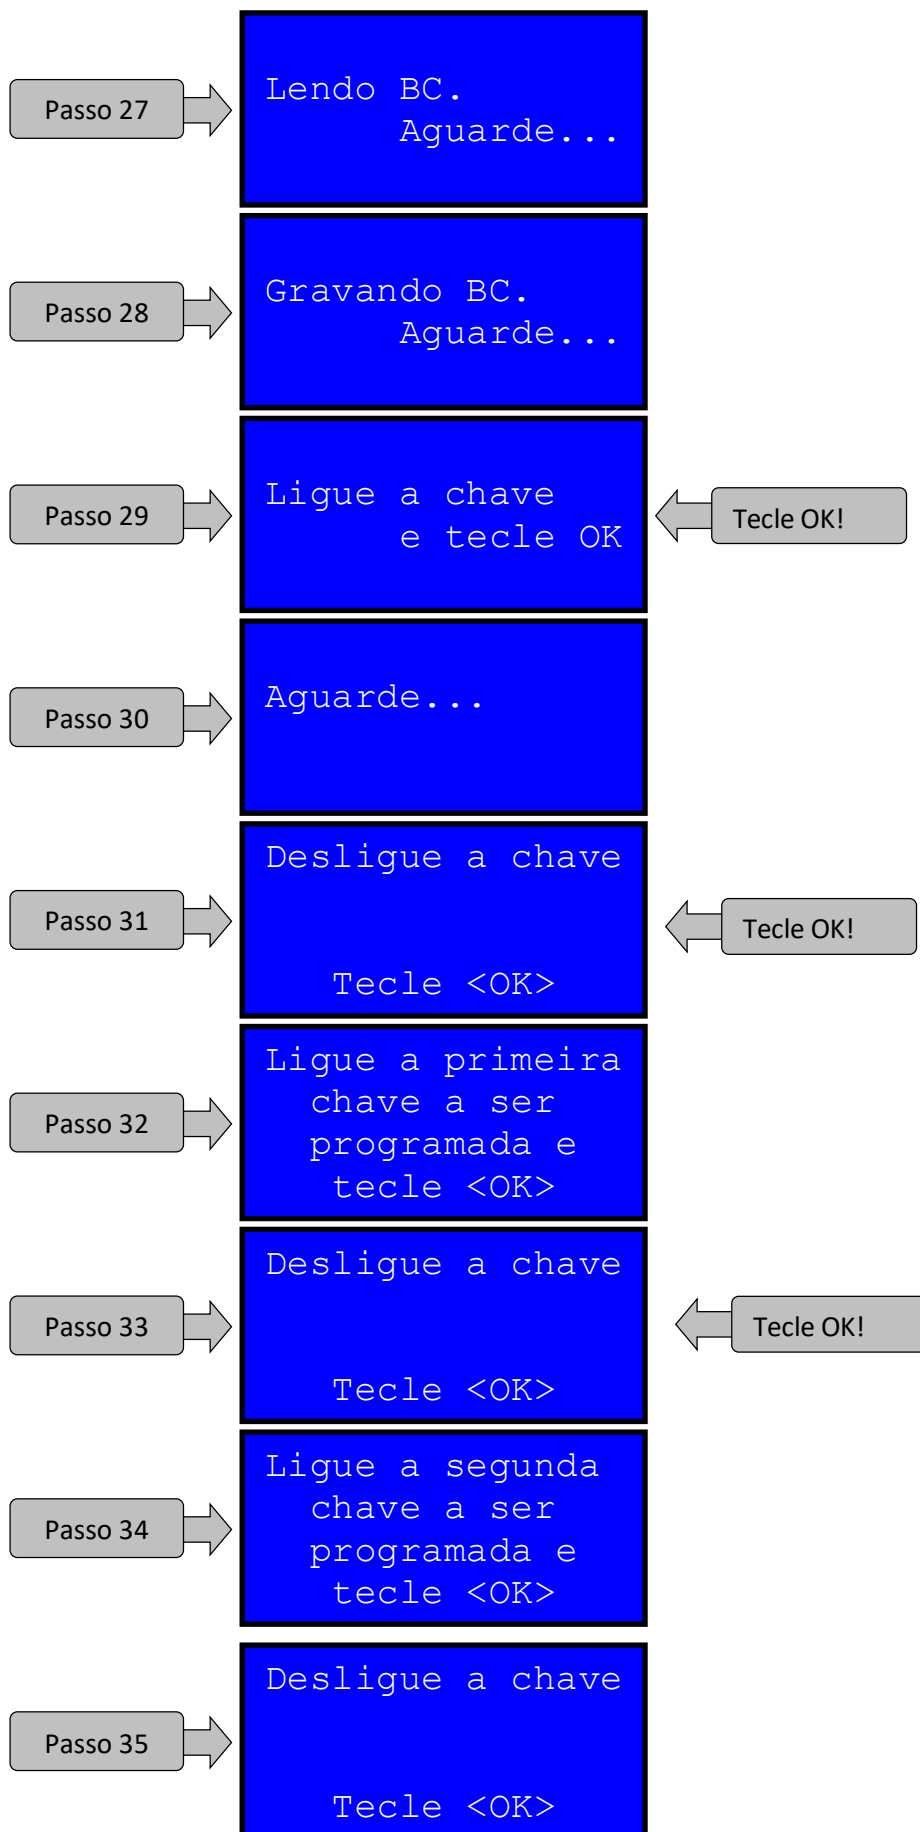 Passo 27
Lendo BC.
Aguarde...
Passo 28
Gravando BC.
Aguarde...
Passo 29
Ligue a chave
e tecle OK
Tecle OK!
Passo 30
Aguarde...
Passo 31
Desligue a chave
Tecle <OK>
Tecle OK!
Passo 32
Ligue a primeira
chave a ser
programada e
tecle <OK>
Passo 33
Desligue a chave
Tecle <OK>
Tecle OK!
Passo 34
Ligue a segunda
chave a ser
programada e
tecle <OK>
Passo 35
Desligue a chave
Tecle <OK>